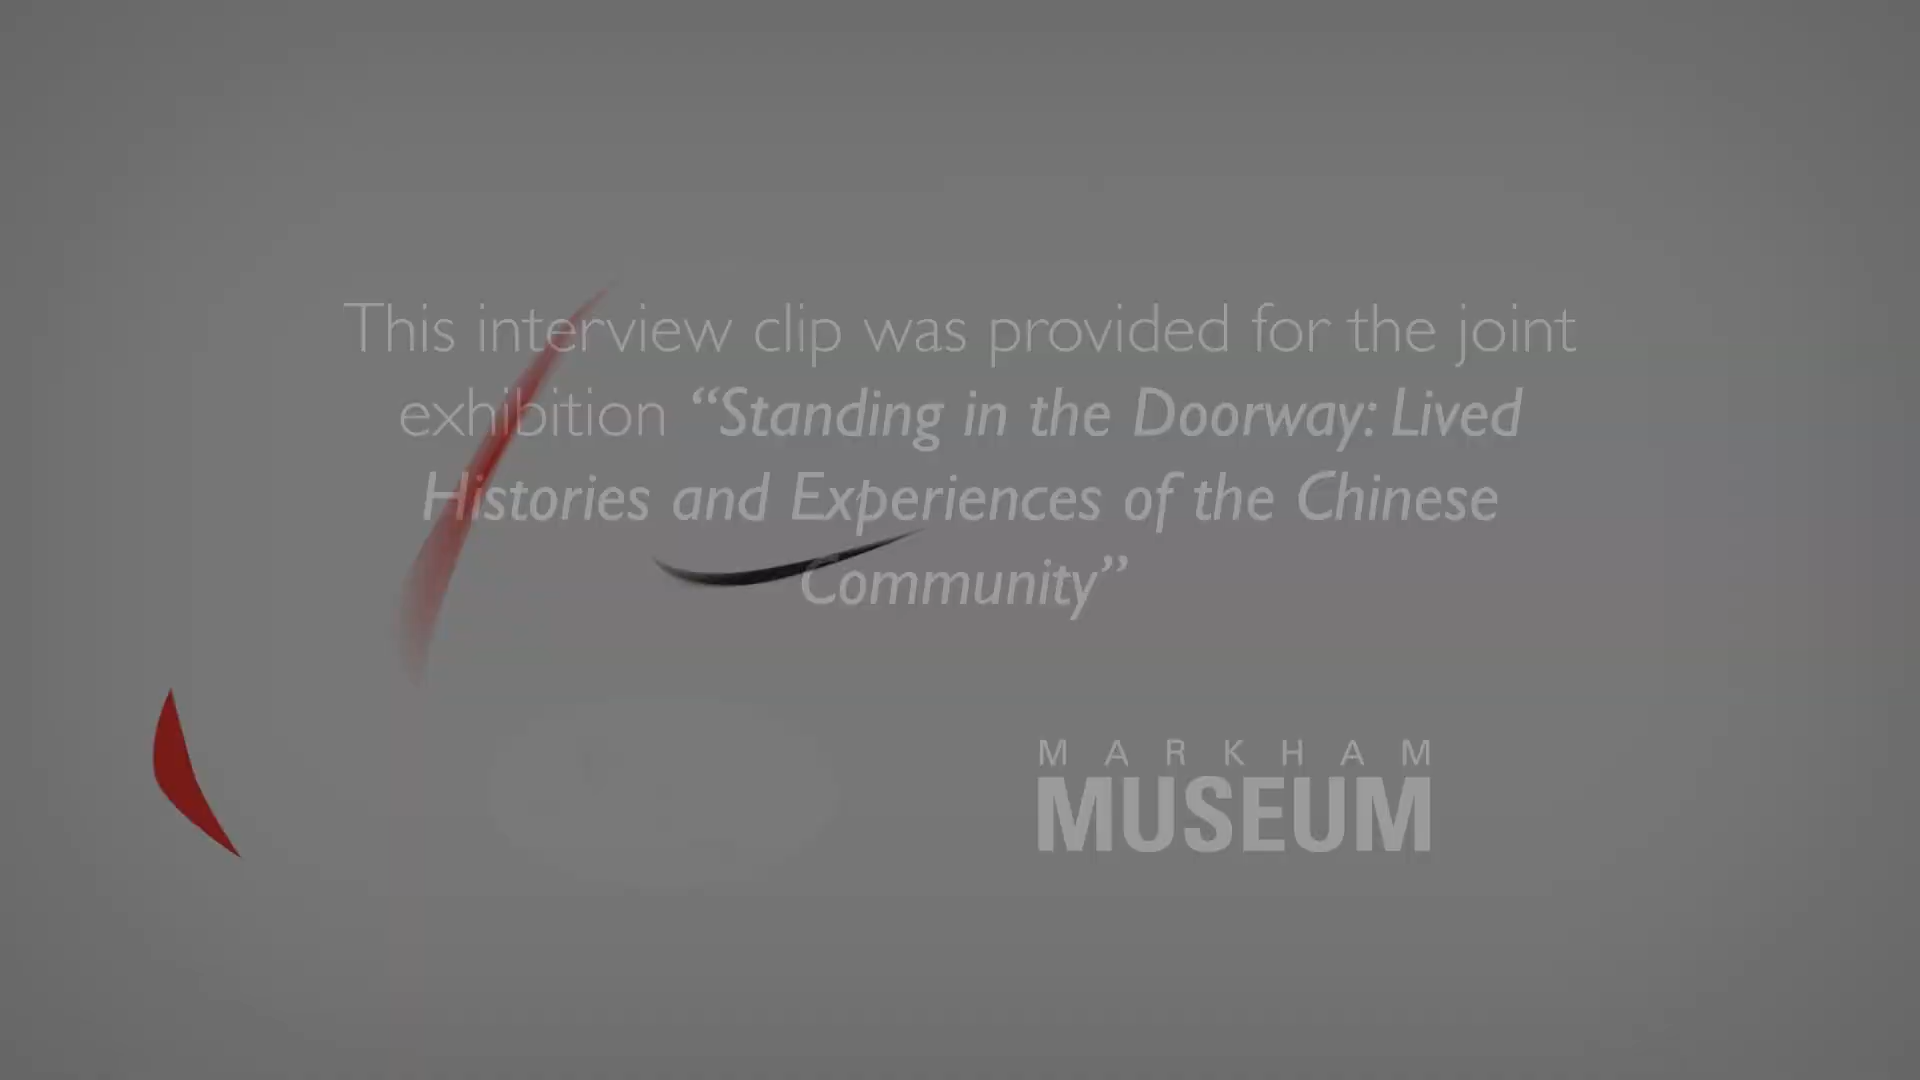 This interview clip was provided for the joint
exhibition “Standing in the Doorway: Lived
Histories and Experiences of the Chinese
Community”
MARKHAM
MUSEUM